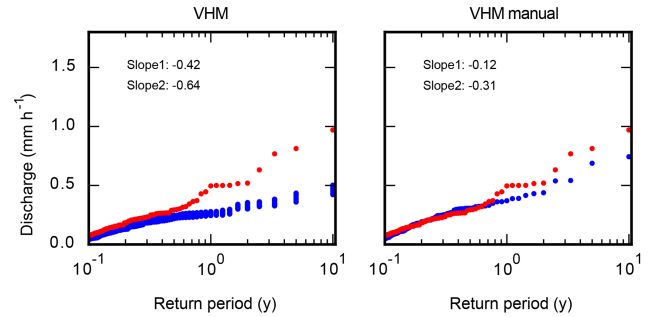 VHM
VHM manual
Discharge (mm h⁻¹)
1.5
1.0
0.5
0.0
Slope1: -0.42
Slope2: -0.64
Slope1: -0.12
Slope2: -0.31
10⁻¹ 10⁰ 10¹
10⁻¹ 10⁰ 10¹
Return period (y)
Return period (y)